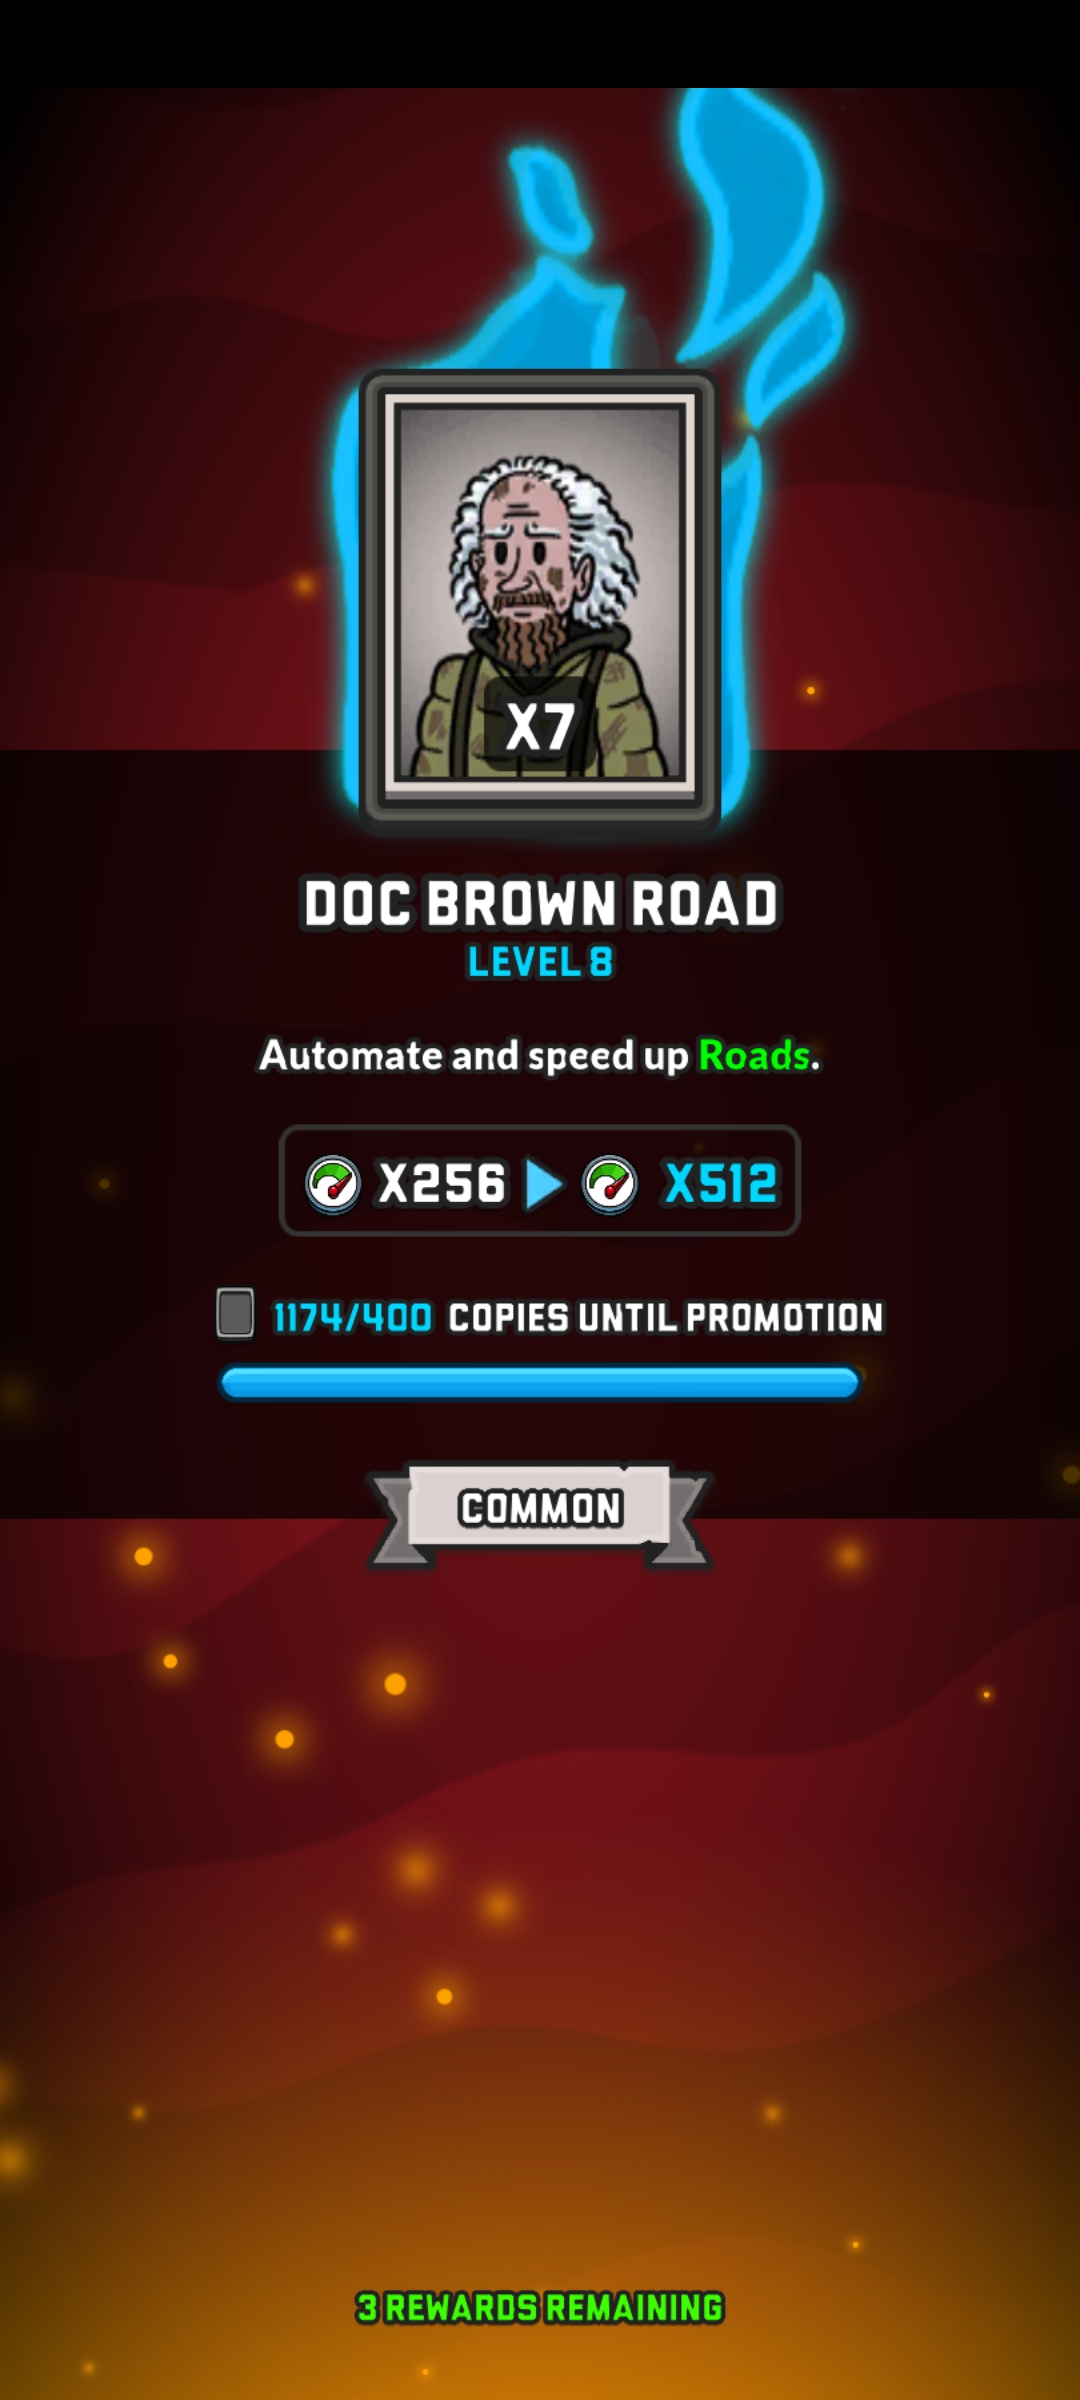 X7
DOC BROWN ROAD
LEVEL 8
Automate and speed up Roads.
X256 X512
1174/400 COPIES UNTIL PROMOTION
COMMON
3 REWARDS REMAINING